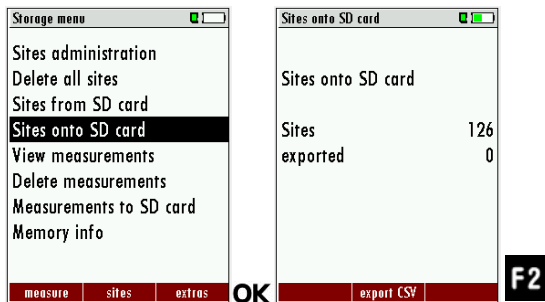 Storage menu
Sites administration
Delete all sites
Sites from SD card
Sites onto SD card
View measurements
Delete measurements
Measurements to SD card
Memory info
measure sites extras
OK
Sites onto SD card
Sites onto SD card
Sites 126
exported 0
export CSV
F2